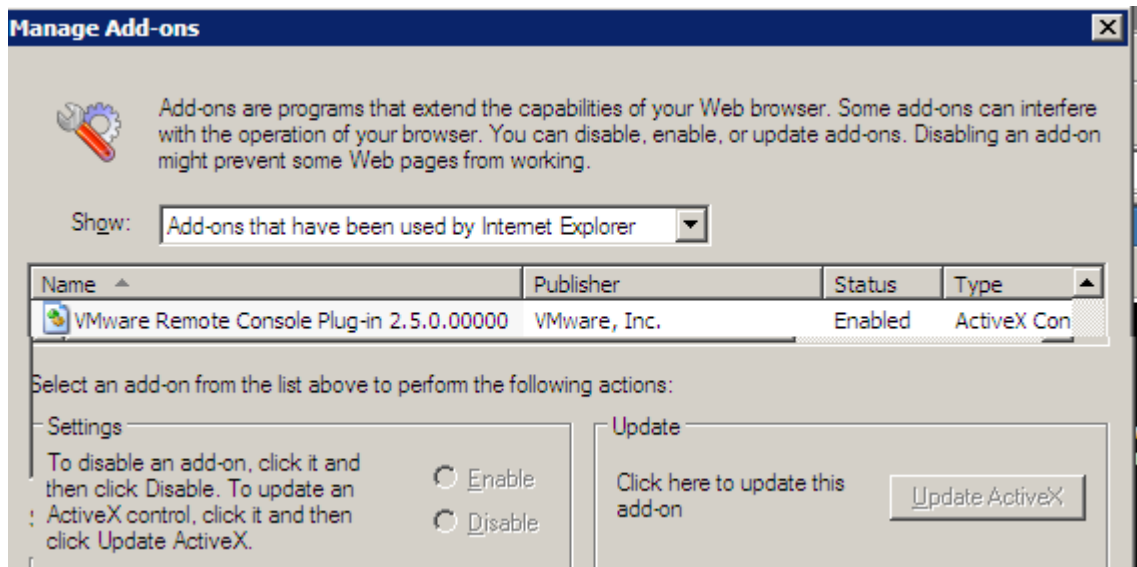 Manage Add-ons
Add-ons are programs that extend the capabilities of your Web browser. Some add-ons can interfere
with the operation of your browser. You can disable, enable, or update add-ons. Disabling an add-on
might prevent some Web pages from working.
Show: Add-ons that have been used by Internet Explorer
Name Publisher Status Type
VMware Remote Console Plug-in 2.5.0.00000 VMware, Inc. Enabled ActiveX Con
Select an add-on from the list above to perform the following actions:
Settings
To disable an add-on, click it and
then click Disable. To update an
ActiveX control, click it and then
click Update ActiveX.
Enable
Disable
Update
Click here to update this
add-on
Update ActiveX